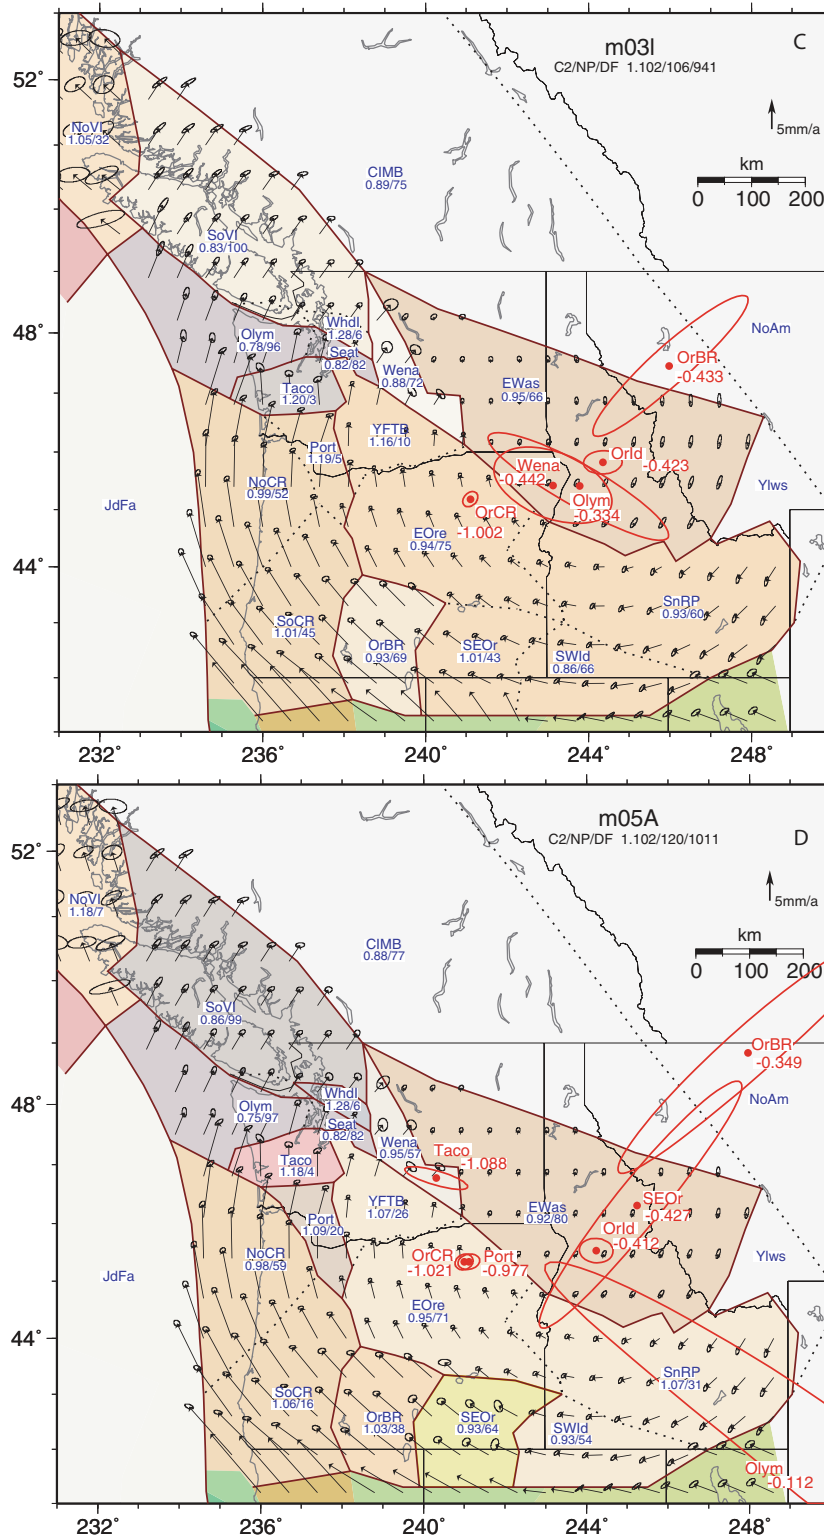 m03l
C
C2/NP/DF 1.102/106/941
52°
5mm/a
NoVI
1.05/32
km
0 100 200
CIMB
0.89/75
SoVI
0.83/100
48°
Whdl
1.28/6
NoAm
Olym
0.78/96
Seat
0.82/82
OrBR
-0.433
Wena
0.88/72
EWas
0.95/66
Taco
1.20/3
YFTB
1.16/10
Port
1.19/5
OrId
-0.423
Wena
-0.442
NoCR
0.99/52
Ylws
Olym
-0.334
JdFa
OrCR
-1.002
EOre
0.94/75
44°
SnRP
0.93/60
SoCR
1.01/45
OrBR
0.93/69
SEOr
1.01/43
SWId
0.86/66
232° 236° 240° 244° 248°
m05A
D
C2/NP/DF 1.102/120/1011
52°
5mm/a
NoVI
1.18/7
km
0 100 200
CIMB
0.88/77
SoVI
0.86/99
OrBR
-0.349
48°
Whdl
1.28/6
NoAm
Olym
0.75/97
Seat
0.82/82
Wena
0.95/57
Taco
-1.088
Taco
1.18/4
YFTB
1.07/26
EWas
0.92/80
SEOr
-0.427
Port
1.09/20
OrId
-0.412
NoCR
0.98/59
OrCR
-1.021
Port
-0.977
Ylws
JdFa
EOre
0.95/71
44°
SnRP
1.07/31
SoCR
1.06/16
OrBR
1.03/38
SEOr
0.93/64
SWId
0.93/54
Olym
-0.112
232° 236° 240° 244° 248°